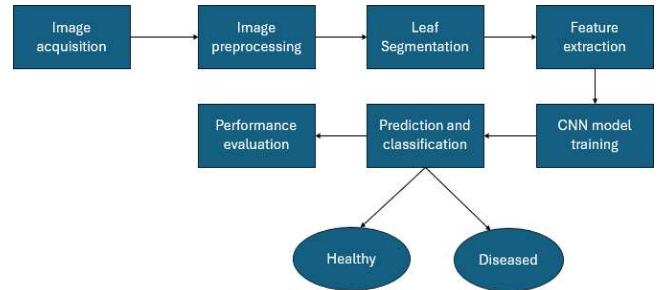 Image
acquisition
Image
preprocessing
Leaf
Segmentation
Feature
extraction
Performance
evaluation
Prediction and
classification
CNN model
training
Healthy
Diseased